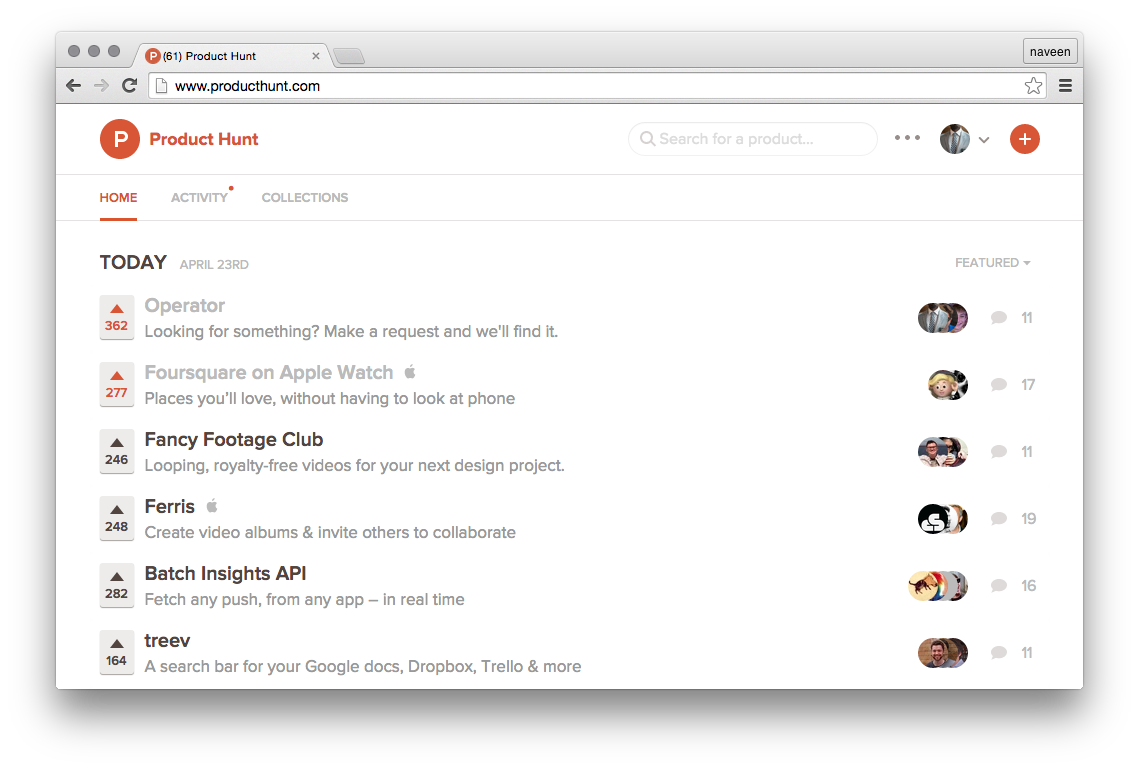 (61) Product Hunt
naveen
www.producthunt.com
P Product Hunt
Search for a product...
HOME ACTIVITY COLLECTIONS
TODAY APRIL 23RD FEATURED
Operator
362
Looking for something? Make a request and we'll find it.
11
Foursquare on Apple Watch
277
Places you'll love, without having to look at phone
17
Fancy Footage Club
246
Looping, royalty-free videos for your next design project.
11
Ferris
248
Create video albums & invite others to collaborate
19
Batch Insights API
282
Fetch any push, from any app – in real time
16
treev
164
A search bar for your Google docs, Dropbox, Trello & more
11